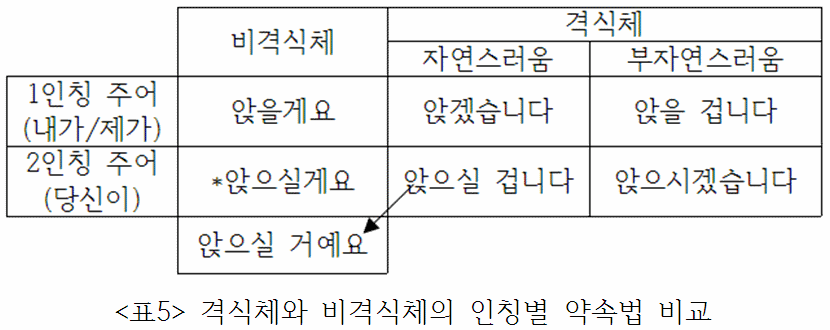 비격식체 격식체
자연스러움 부자연스러움
1인칭 주어 (내가/제가) 앉을게요 앉겠습니다 앉을 겁니다
2인칭 주어 (당신이) *앉으실게요 앉으실 겁니다 앉으시겠습니다
앉으실 거예요
<표5> 격식체와 비격식체의 인칭별 약속법 비교